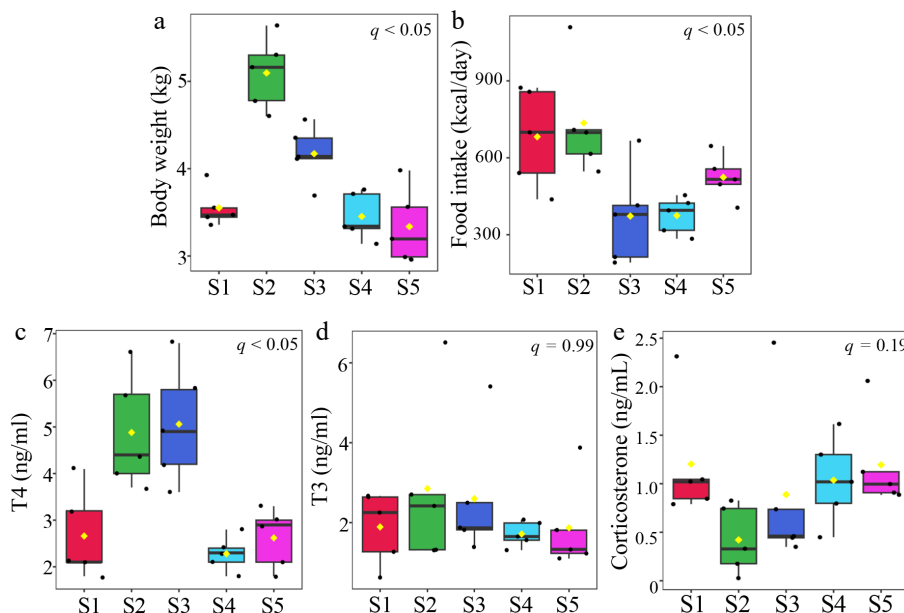 a
q < 0.05
Body weight (kg)
5
4
3
S1 S2 S3 S4 S5
b
q < 0.05
Food intake (kcal/day)
900
600
300
S1 S2 S3 S4 S5
c
q < 0.05
T4 (ng/ml)
7
6
5
4
3
2
S1 S2 S3 S4 S5
d
q = 0.99
T3 (ng/ml)
6
4
2
S1 S2 S3 S4 S5
e
q = 0.19
Corticosterone (ng/mL)
2.5
2.0
1.5
1.0
0.5
0
S1 S2 S3 S4 S5